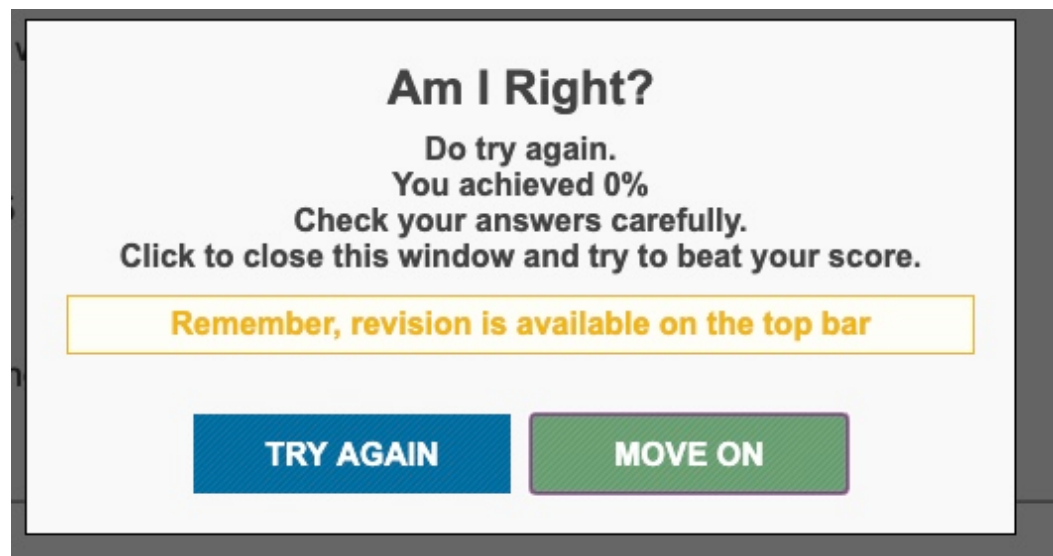 Am I Right?
Do try again.
You achieved 0%
Check your answers carefully.
Click to close this window and try to beat your score.
Remember, revision is available on the top bar
TRY AGAIN
MOVE ON